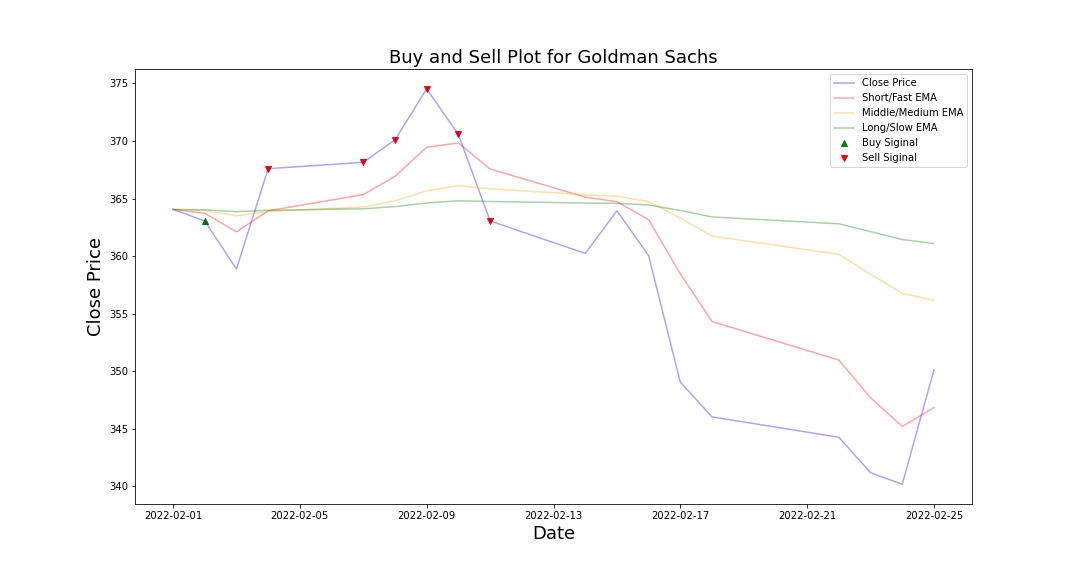 Buy and Sell Plot for Goldman Sachs
Close Price
Short/Fast EMA
Middle/Medium EMA
Long/Slow EMA
Buy Siginal
Sell Siginal
375
370
365
360
355
350
345
340
Close Price
2022-02-01 2022-02-05 2022-02-09 2022-02-13 2022-02-17 2022-02-21 2022-02-25
Date